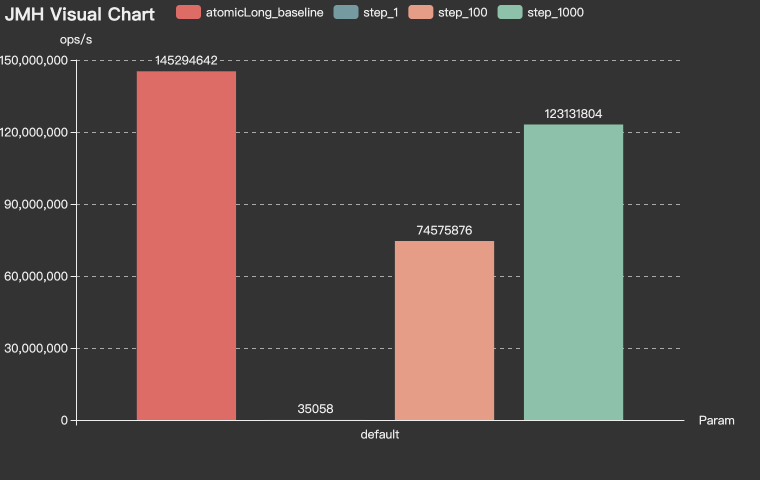 JMH Visual Chart
atomicLong_baseline
step_1
step_100
step_1000
ops/s
150,000,000
120,000,000
90,000,000
60,000,000
30,000,000
0
145294642
35058
74575876
123131804
default
Param